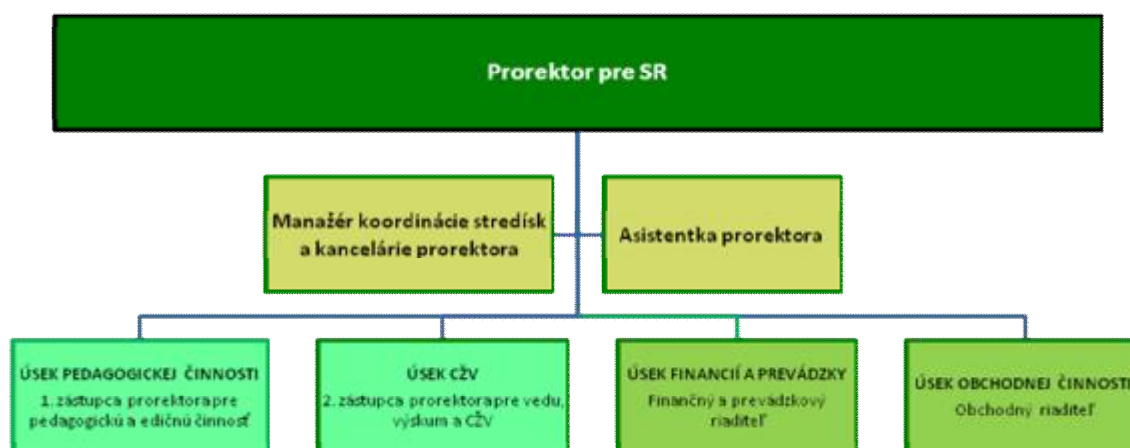 Prorektor pre SR
Manažér koordinácie stredísk
a kancelárie prorektora
Asistentka prorektora
ÚSEK PEDAGOGICKEJ ČINNOSTI
1. zástupca prorektora pre
pedagogickú a edičnú činnosť
ÚSEK CŽV
2. zástupca prorektora pre vedu,
výskum a CŽV
ÚSEK FINANCIÍ A PREVÁDZKY
Finančný a prevádzkový
riaditeľ
ÚSEK OBCHODNEJ ČINNOSTI
Obchodný riaditeľ